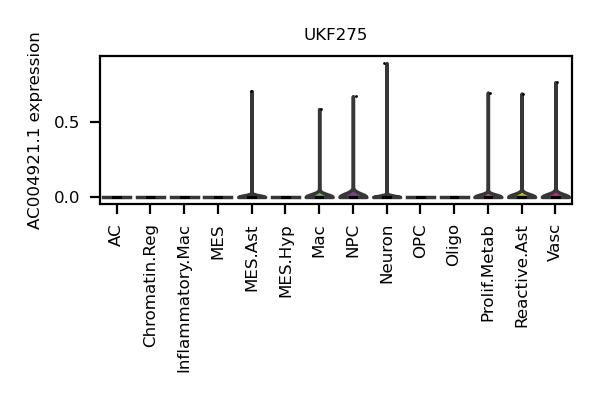 UKF275
AC004921.1 expression
0.5
0.0
AC
Chromatin.Reg
Inflammatory.Mac
MES
MES.Ast
MES.Hyp
Mac
NPC
Neuron
OPC
Oligo
Prolif.Metab
Reactive.Ast
Vasc